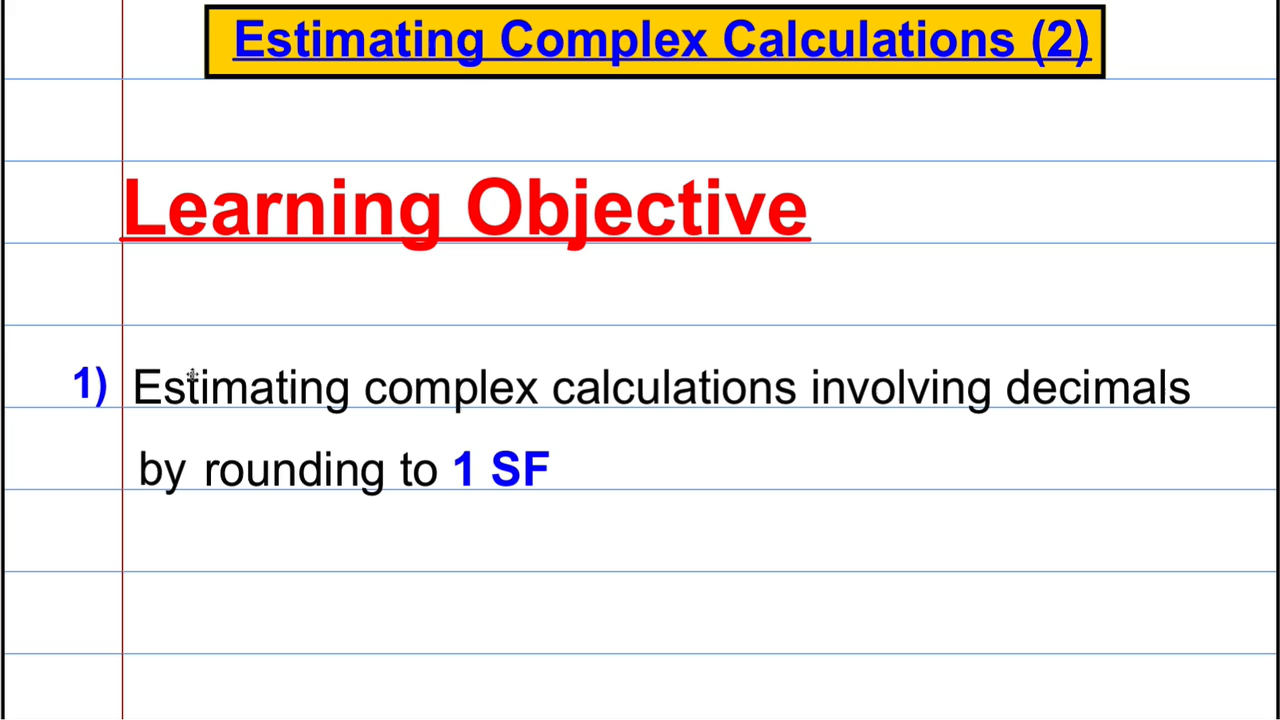 Estimating Complex Calculations (2)
Learning Objective
1) Estimating complex calculations involving decimals
by rounding to 1 SF